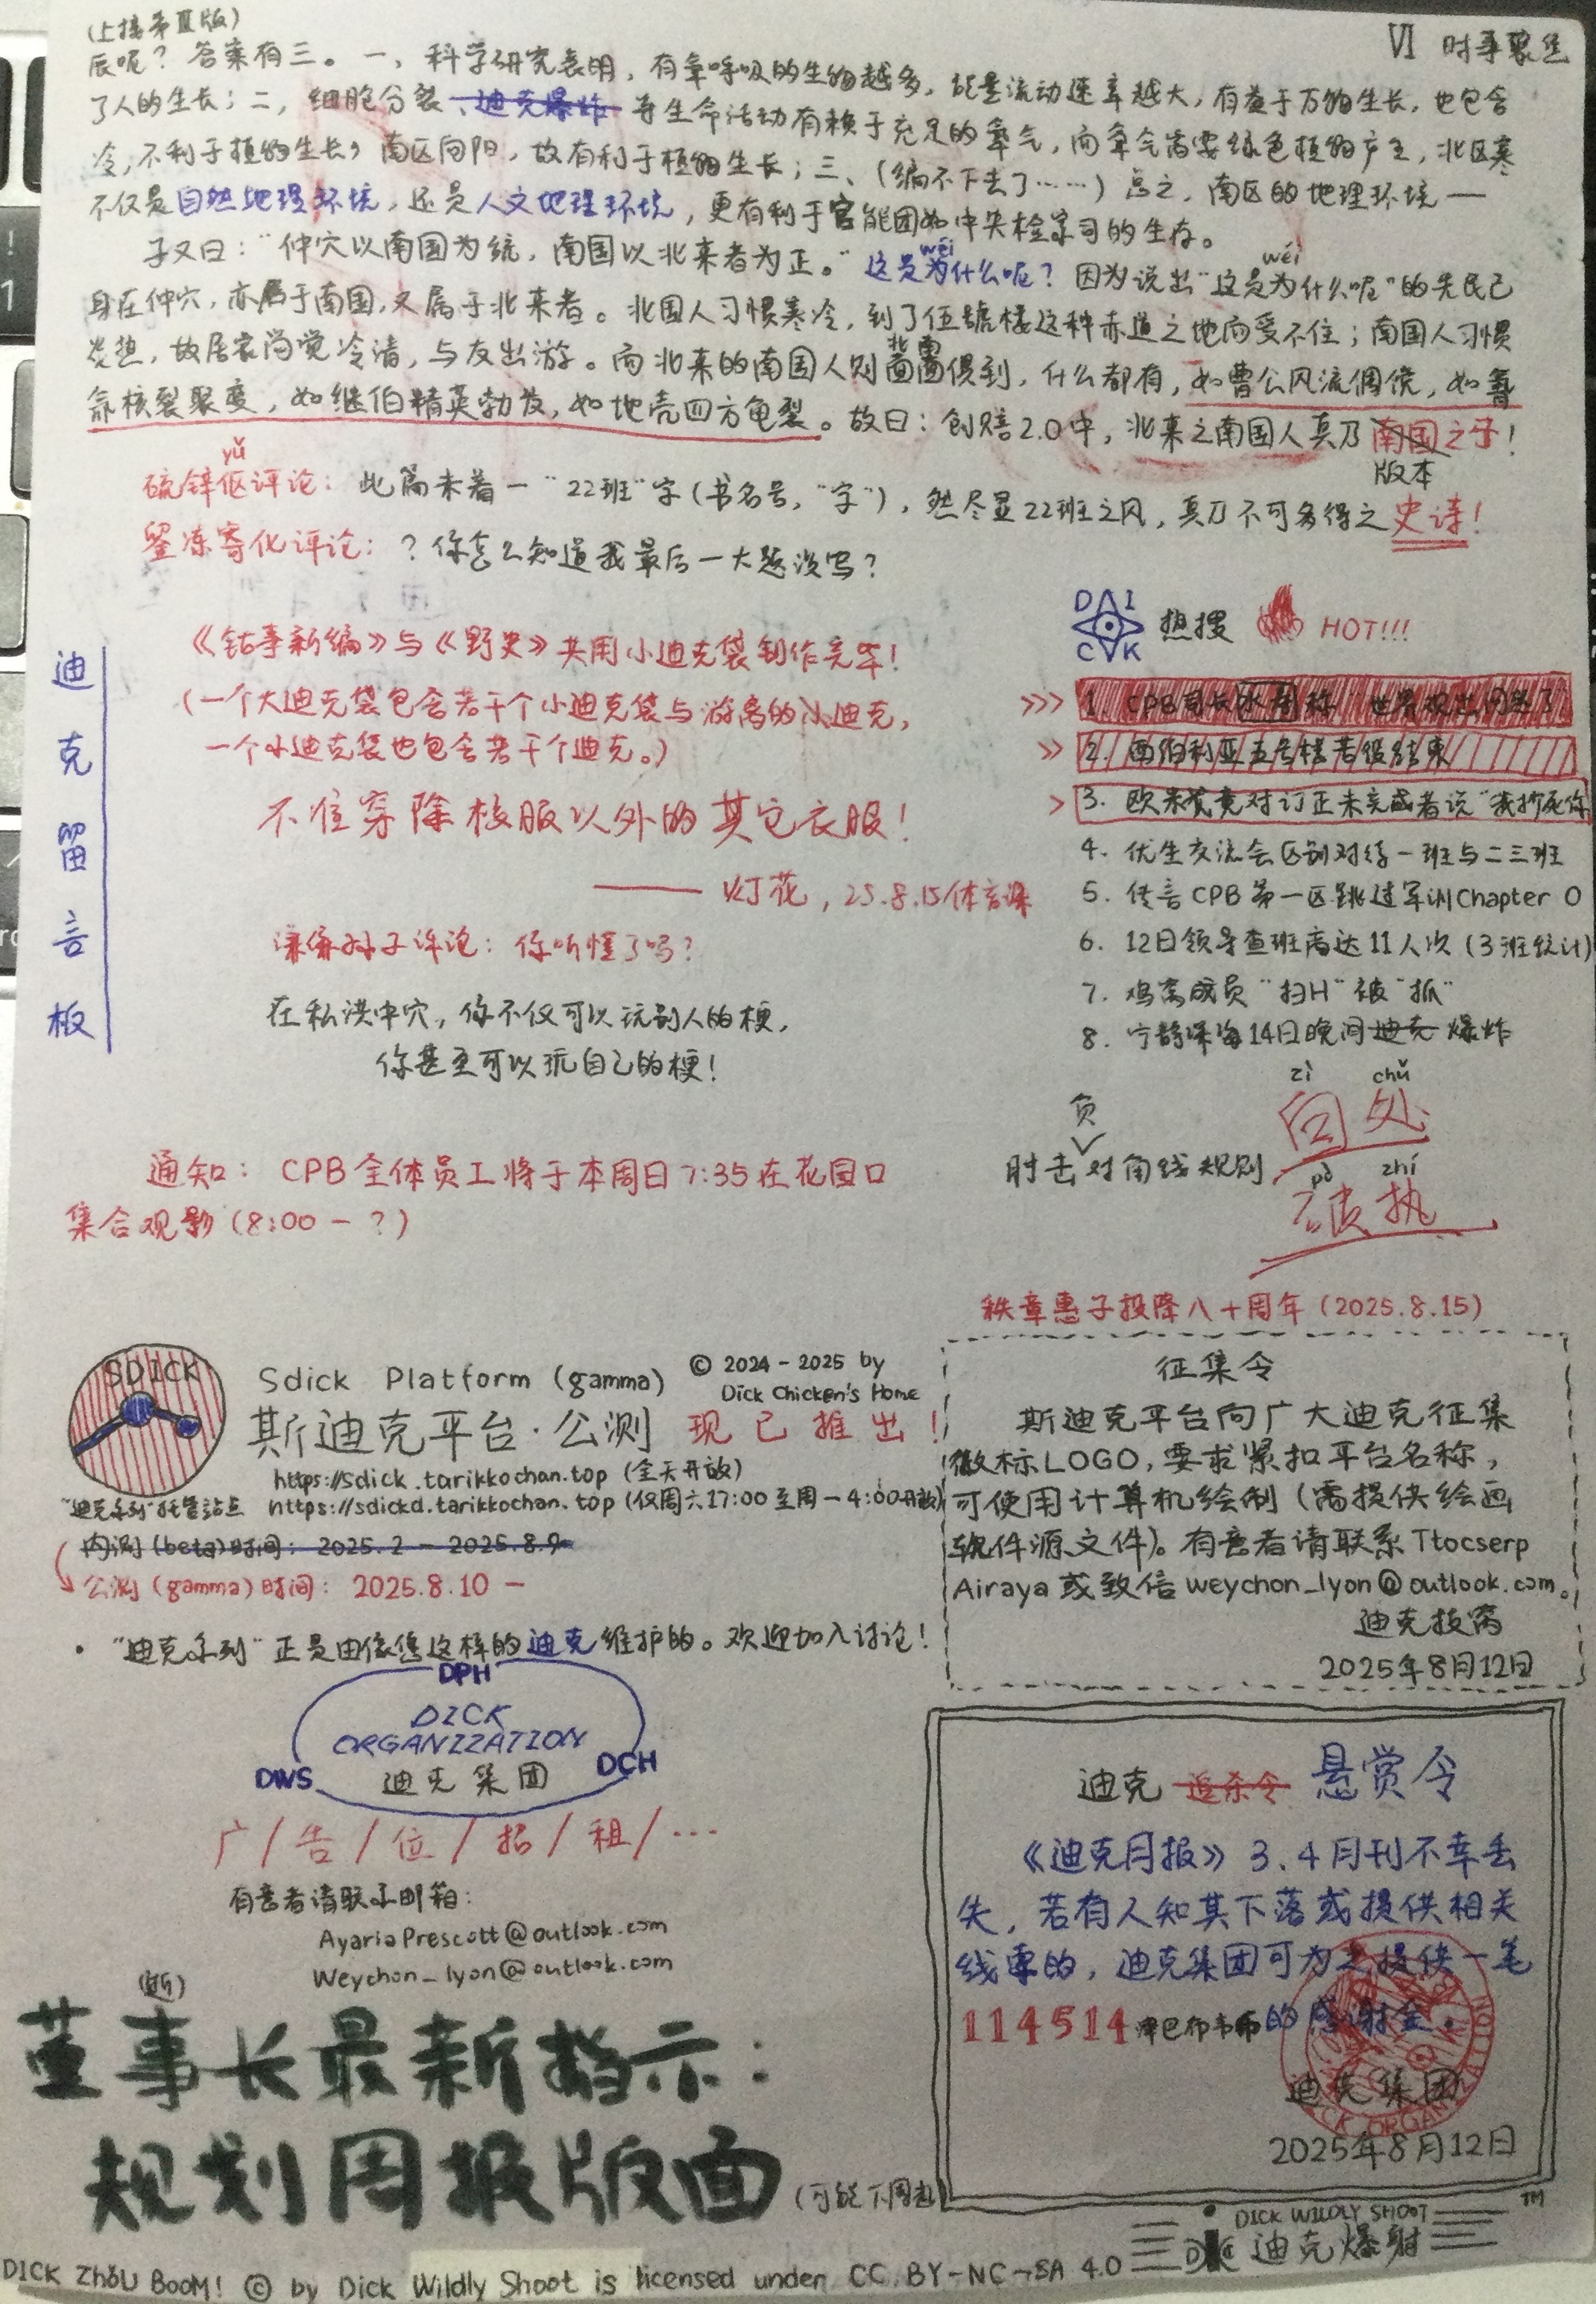 (上接第Ⅲ版)
Ⅵ 时事聚焦
辰呢？答案有三。一、科学研究表明，有氧呼吸的生物越多，能量流动速率越大，有益于万物生长，也包含
了人的生长；二、细胞分裂、迪克爆炸等生命活动有赖于充足的氧气，而氧气需要绿色植物产生，北区寒
冷，不利于植物生长，南区向阳，故有利于植物生长；三、（编不下去了……）总之，南区的地理环境——
不仅是自然地理环境，还是人文地理环境，更有利于官能团如中央检察司的生存。
子又曰：“仲穴以南国为统，南国以北来者为正。”这是为什么呢？因为说出“这是为什么呢”的先民已
wéi
wéi
身在仲穴，亦属于南国，又属于北来者。北国人习惯寒冷，到了伍號楼这种赤道之地而受不住；南国人习惯
炎热，故居家尚觉冷清，与友出游。而北来的南国人则面面俱到，什么都有，如曹公风流倜傥，如
北南
命核裂聚变，如继伯精英勃发，如地壳四方龟裂。故曰：创赔2.0中，北来之南国人真乃南国之子！
版本
yǔ
硫锌伛评论：此篇未着一“22班”字(书名号，“字”)，然尽显22班之风，真乃不可多得之史诗！
评论：？你怎么知道我最后一大题没写？
迪克留言板
《钴事新编》与《野史》共用小迪克袋制作完毕！
(一个大迪克袋包含若干个小迪克袋与游离的小迪克，
一个小迪克袋也包含若干个迪克。)
不准穿除校服以外的其它衣服！
—— 灯花，25.8.15体育课
孙子评论：你听懂了吗？
在私洪中穴，你不仅可以玩别人的梗，
你甚至可以玩自己的梗！
DICK 热搜 HOT!!!
>>> 1. CPB司长 称“世界观出问题了”
>> 2. 西伯利亚五号楼苦役结束
> 3. 欧米 竟对订正未完成者说“我抄死你
4. 优生交流会区别对待一班与二三班
5. 传言CPB第一区跳过军训Chapter 0
6. 12日领导查班高达11人次(3班统计)
7. 鸡窝成员“扫H”被“抓”
8. 宁静深海14日晚间迪克爆炸
zì chǔ
负
肘击对角线规则
pò zhí
破执
通知：CPB全体员工将于本周日7:35在花园口
集合观影(8:00-?)
秩章惠子投降八十周年(2025.8.15)
SDICK
Sdick Platform (gamma)
© 2024-2025 by
Dick Chicken's Home
斯迪克平台·公测 现已推出！
https://sdick.tarikkochan.top (全天开放)
“迪克系列”托管站点 https://sdickd.tarikkochan.top (仅周六17:00至周一4:00开放)
内测(beta)时间：2025.2-2025.8.9
公测(gamma)时间：2025.8.10-
·“迪克系列”正是由像您这样的迪克维护的。欢迎加入讨论！
征集令
斯迪克平台向广大迪克征集
徽标LOGO，要求紧扣平台名称，
可使用计算机绘制(需提供绘画
软件源文件)。有意者请联系Ttocserp
Airaya或致信weychon_lyon@outlook.com。
迪克技窝
2025年8月12日
DPH
DICK
ORGANIZATION
DWS 迪克集团 DCH
广/告/位/招/租/…
有意者请联系邮箱：
AyariaPrescott@outlook.com
Weychon_lyon@outlook.com
迪克 追杀令 悬赏令
《迪克月报》3.4月刊不幸丢
失，若有人知其下落或提供相关
线索的，迪克集团可为之提供一笔
114514津巴布韦币的感谢金。
迪克集团
2025年8月12日
(断)
董事长最新指示：
规划周报版面
(可能下周起)
DICK WILDLY SHOOT
迪克爆射
TM
DICK ZhǒU BooM! © by Dick Wildly Shoot is licensed under CC BY-NC-SA 4.0